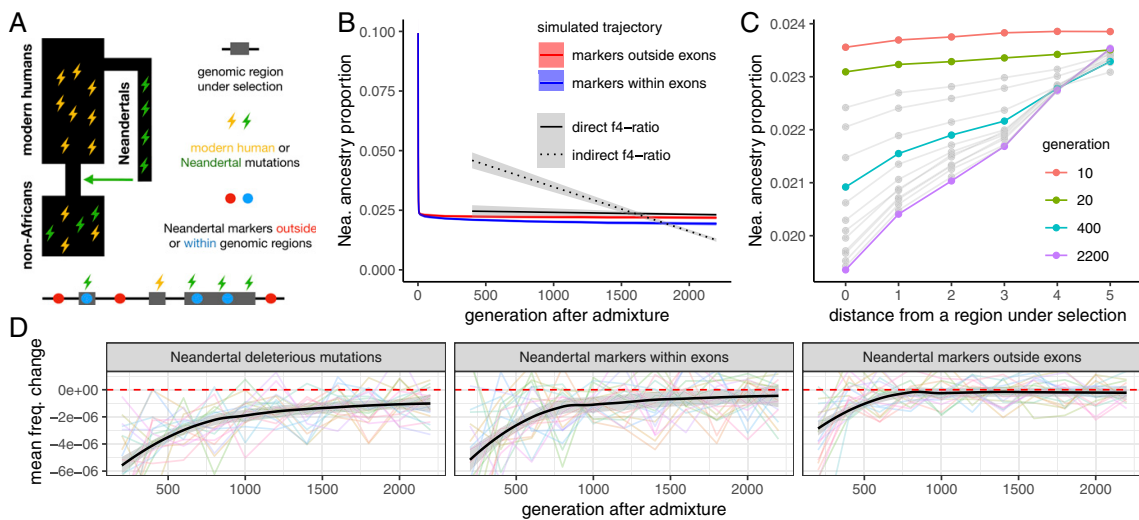 A
modern humans
Neandertals
non-Africans
genomic region
under selection
modern human or
Neandertal mutations
Neandertal markers outside
or within genomic regions
B
Nea. ancestry proportion
0.100
0.075
0.050
0.025
0.000
simulated trajectory
markers outside exons
markers within exons
direct f4−ratio
indirect f4−ratio
0 500 1000 1500 2000
generation after admixture
C
Nea. ancestry proportion
0.024
0.023
0.022
0.021
0.020
generation
10
20
400
2200
0 1 2 3 4 5
distance from a region under selection
D
mean freq. change
Neandertal deleterious mutations
Neandertal markers within exons
Neandertal markers outside exons
0e+00
−2e−06
−4e−06
−6e−06
500 1000 1500 2000
500 1000 1500 2000
500 1000 1500 2000
generation after admixture